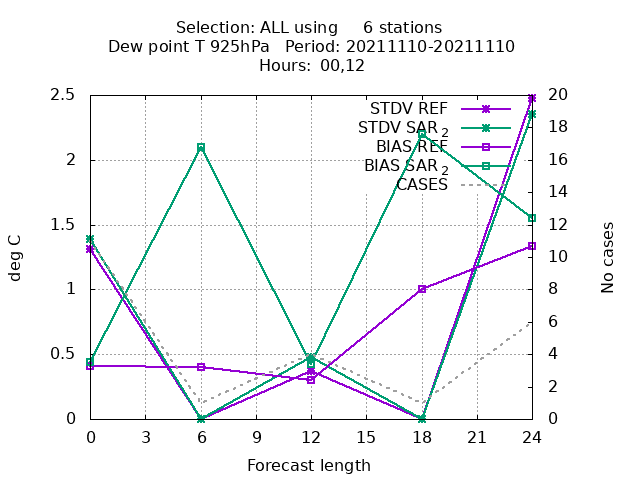 Selection: ALL using     6 stations
Dew point T 925hPa   Period: 20211110-20211110
Hours: 00,12
deg C
2.5
2
1.5
1
0.5
0
STDV REF
STDV SAR 2
BIAS REF
BIAS SAR 2
CASES
20
18
16
14
12
10
8
6
4
2
0
No cases
0 3 6 9 12 15 18 21 24
Forecast length